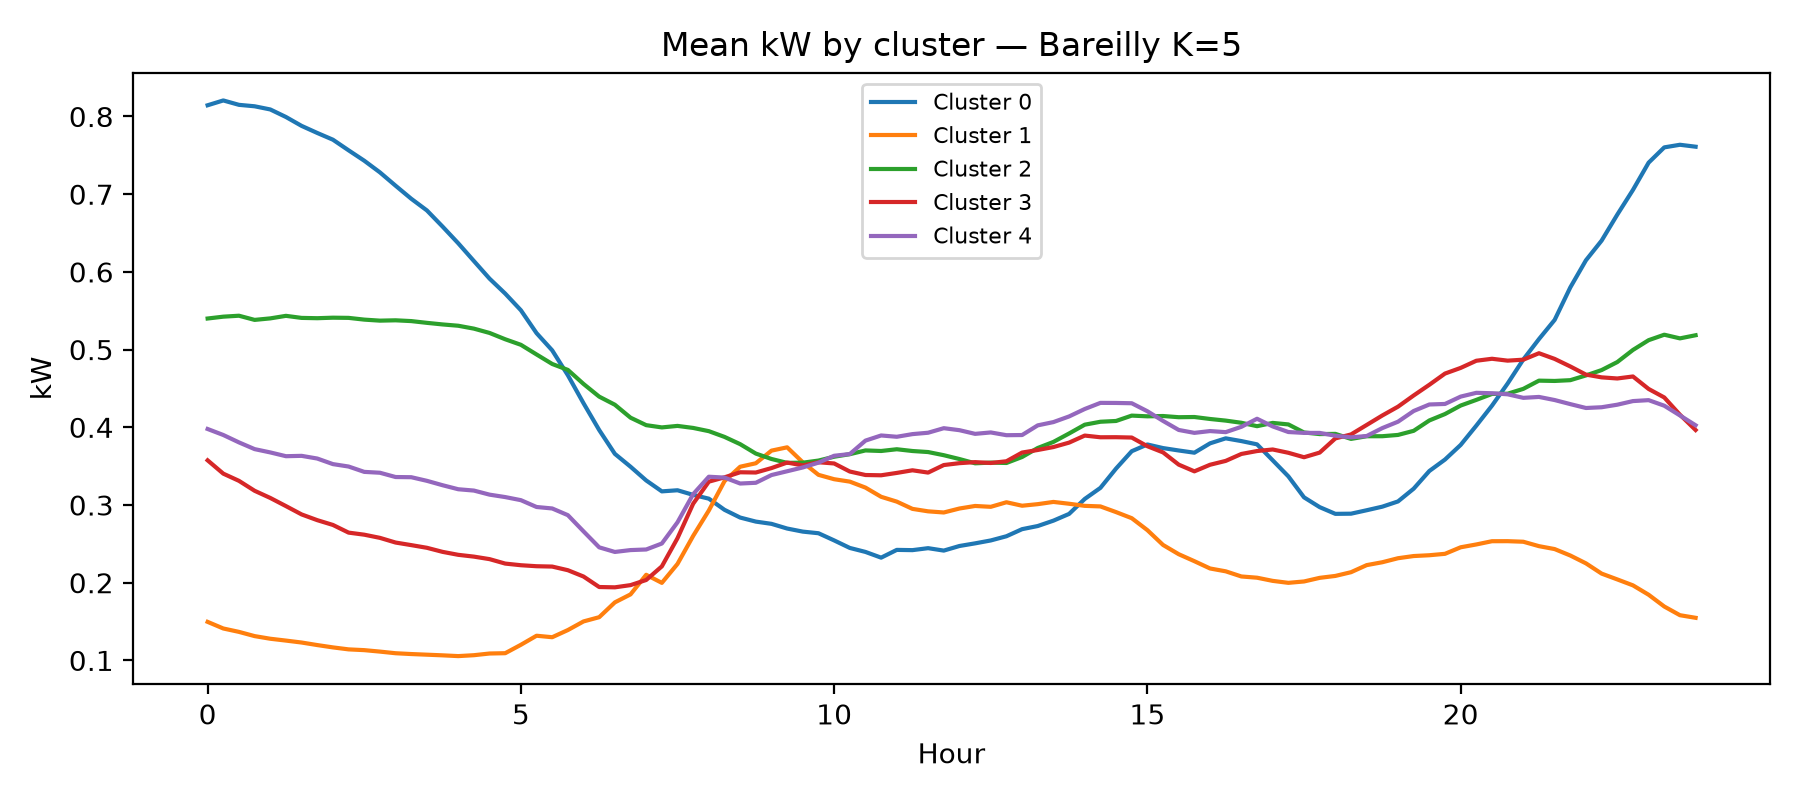 Mean kW by cluster — Bareilly K=5
Cluster 0
Cluster 1
Cluster 2
Cluster 3
Cluster 4
0.8
0.7
0.6
0.5
0.4
0.3
0.2
0.1
kW
0 5 10 15 20
Hour